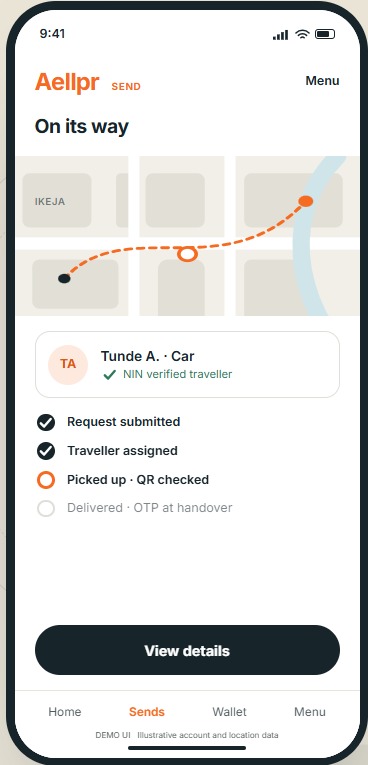 9:41
Aellpr SEND Menu
On its way
IKEJA
TA
Tunde A. · Car
NIN verified traveller
Request submitted
Traveller assigned
Picked up · QR checked
Delivered · OTP at handover
View details
Home Sends Wallet Menu
DEMO UI Illustrative account and location data